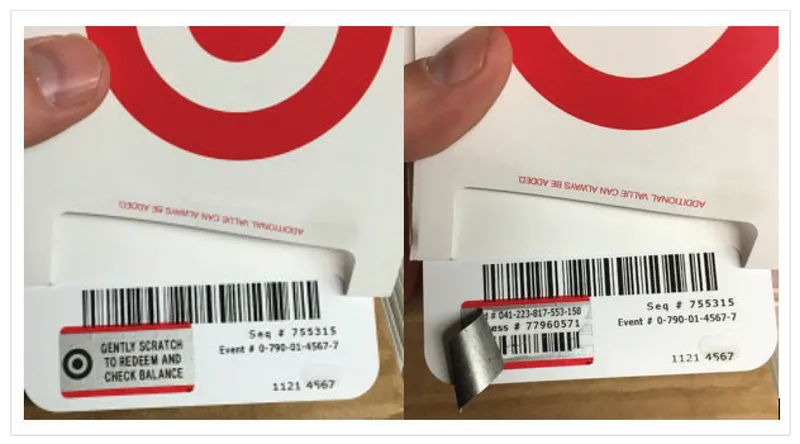 ADDITIONAL VALUE CAN ALWAYS BE ADDED.
Seq # 755315
Event # 0-790-01-4567-7
GENTLY SCRATCH
TO REDEEM AND
CHECK BALANCE
1121 4567
ADDITIONAL VALUE CAN ALWAYS BE ADDED.
d # 041-223-817-553-158
ess # 77960571
Seq # 755315
Event # 0-790-01-4567-7
1121 4567